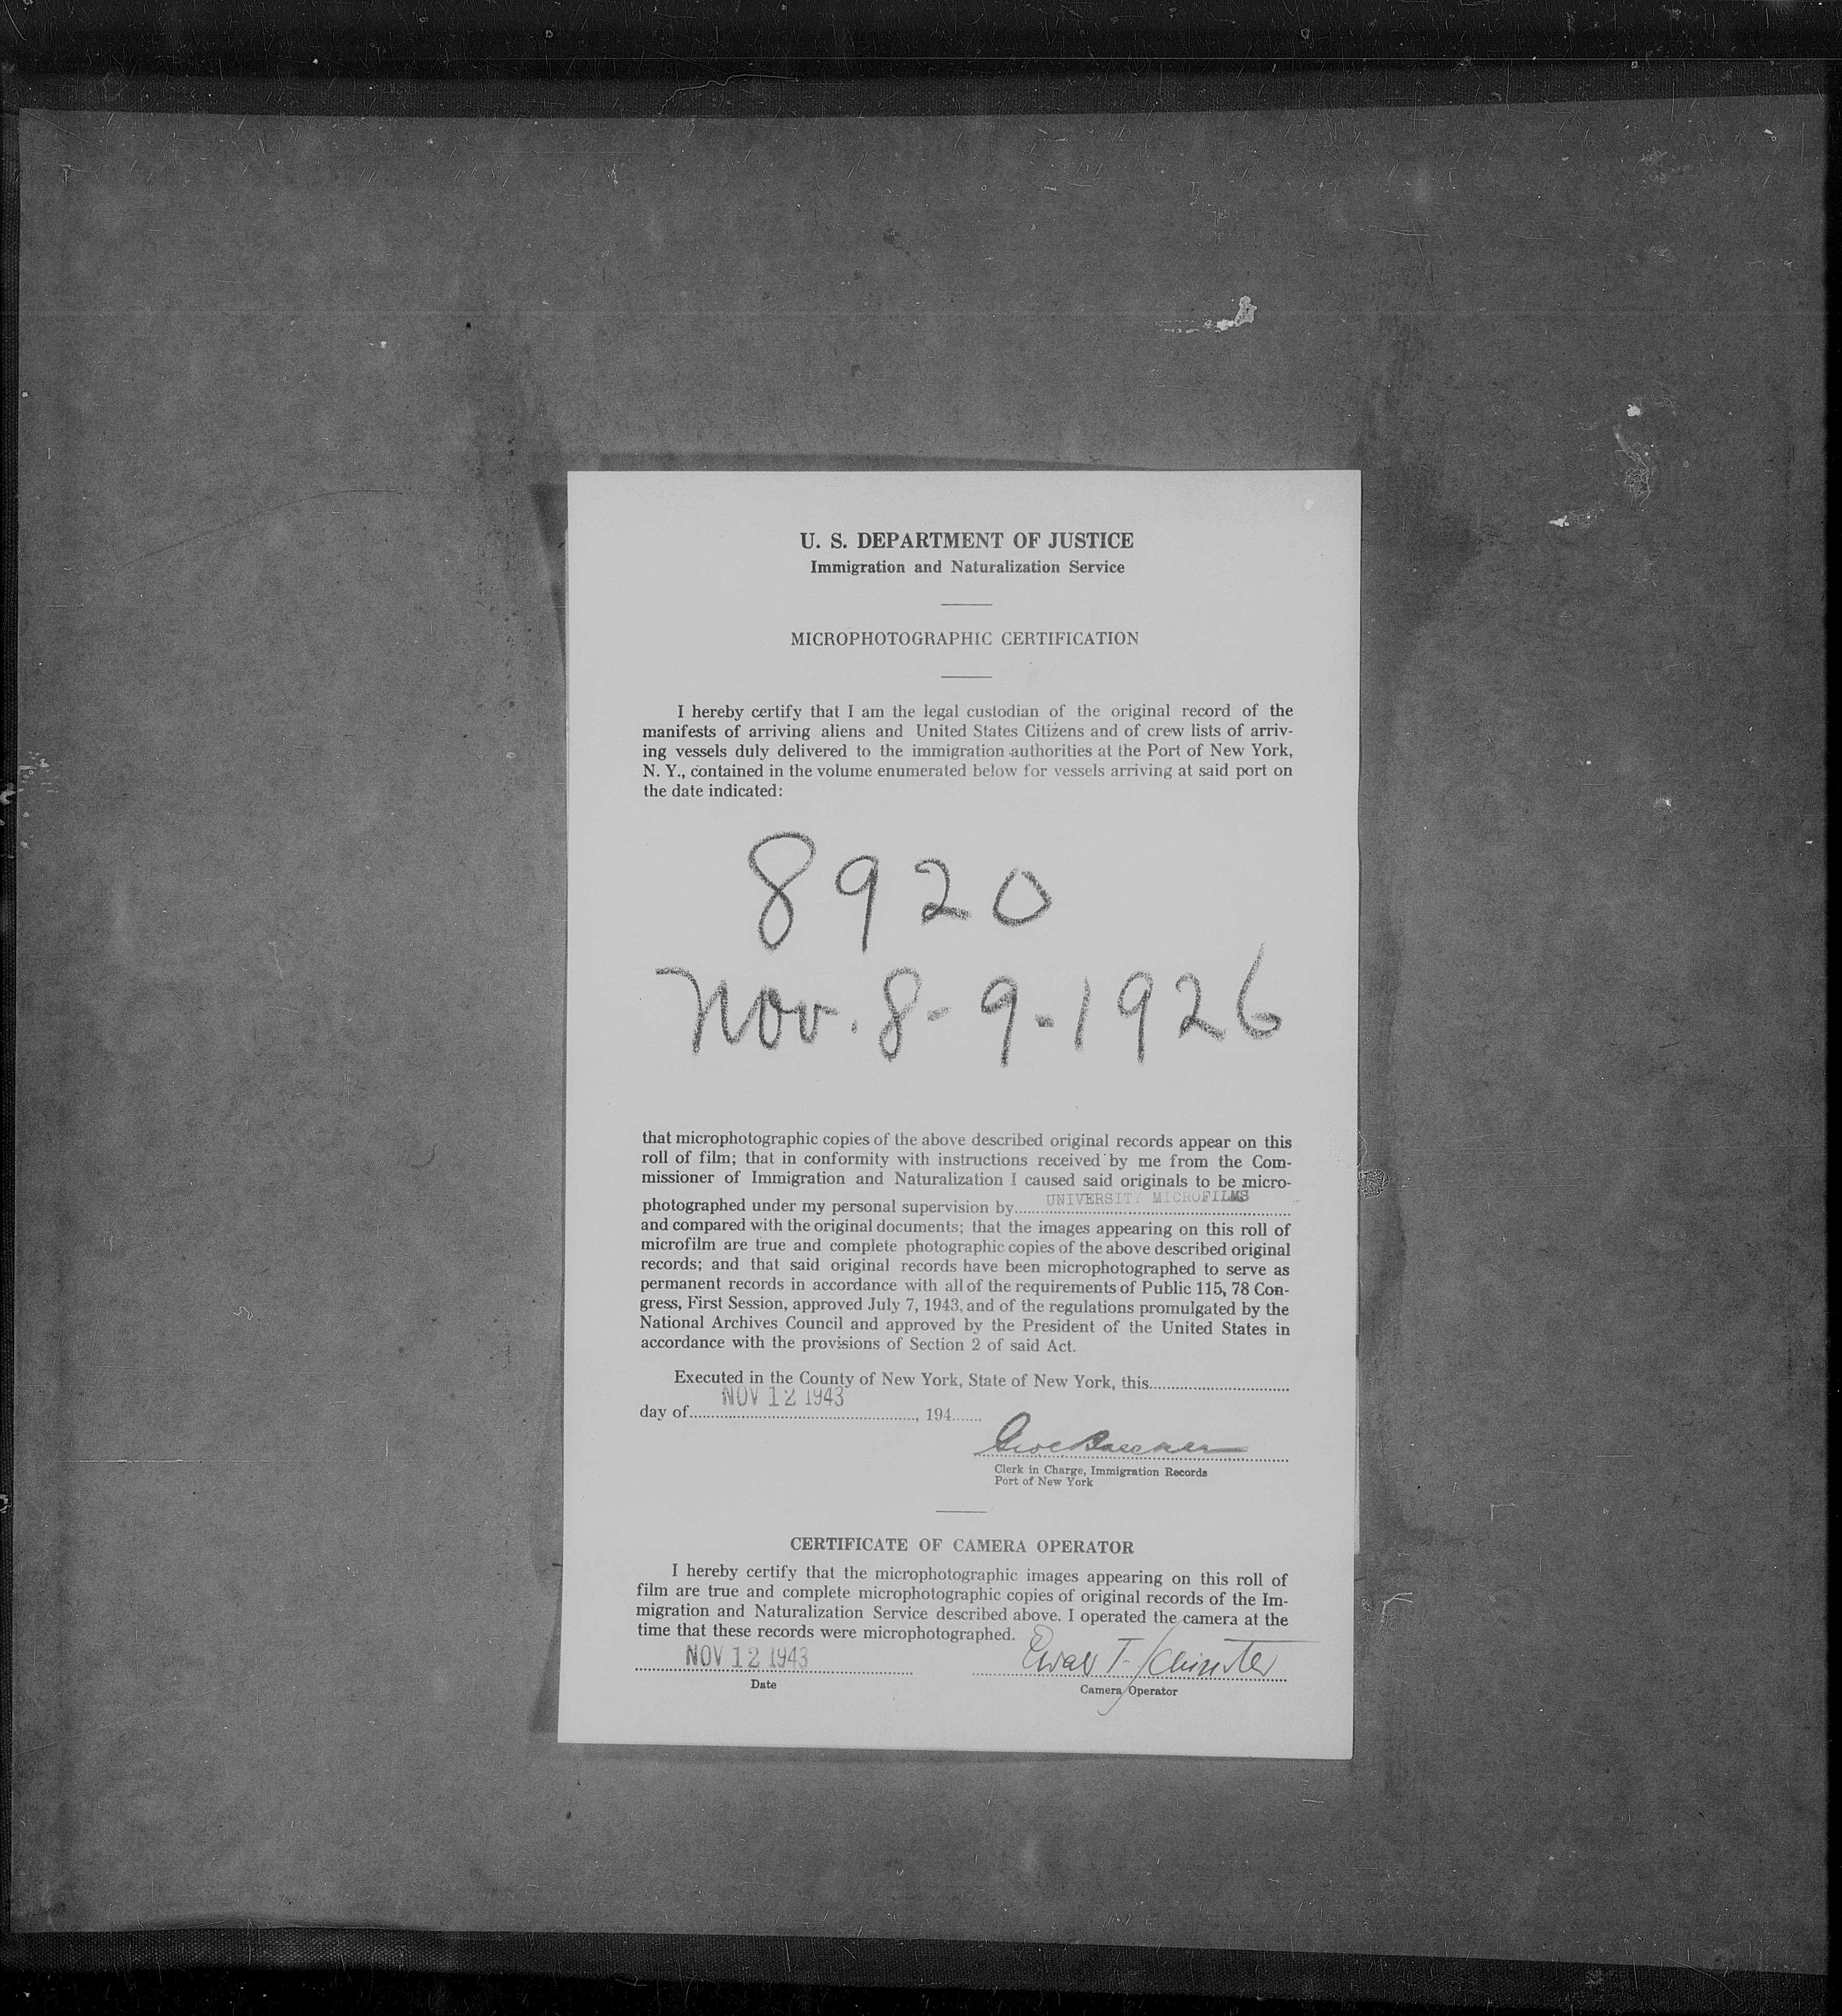 U. S. DEPARTMENT OF JUSTICE
Immigration and Naturalization Service
MICROPHOTOGRAPHIC CERTIFICATION
I hereby certify that I am the legal custodian of the original record of the
manifests of arriving aliens and United States Citizens and of crew lists of arriv-
ing vessels duly delivered to the immigration authorities at the Port of New York,
N. Y., contained in the volume enumerated below for vessels arriving at said port on
the date indicated:
8920
Nov. 8-9-1926
that microphotographic copies of the above described original records appear on this
roll of film; that in conformity with instructions received by me from the Com-
missioner of Immigration and Naturalization I caused said originals to be micro-
photographed under my personal supervision by UNIVERSITY MICROFILMS
and compared with the original documents; that the images appearing on this roll of
microfilm are true and complete photographic copies of the above described original
records; and that said original records have been microphotographed to serve as
permanent records in accordance with all of the requirements of Public 115, 78 Con-
gress, First Session, approved July 7, 1943, and of the regulations promulgated by the
National Archives Council and approved by the President of the United States in
accordance with the provisions of Section 2 of said Act.
Executed in the County of New York, State of New York, this
day of NOV 12 1943, 194
Clerk in Charge, Immigration Records
Port of New York
CERTIFICATE OF CAMERA OPERATOR
I hereby certify that the microphotographic images appearing on this roll of
film are true and complete microphotographic copies of original records of the Im-
migration and Naturalization Service described above. I operated the camera at the
time that these records were microphotographed.
NOV 12 1943
Date
Camera Operator